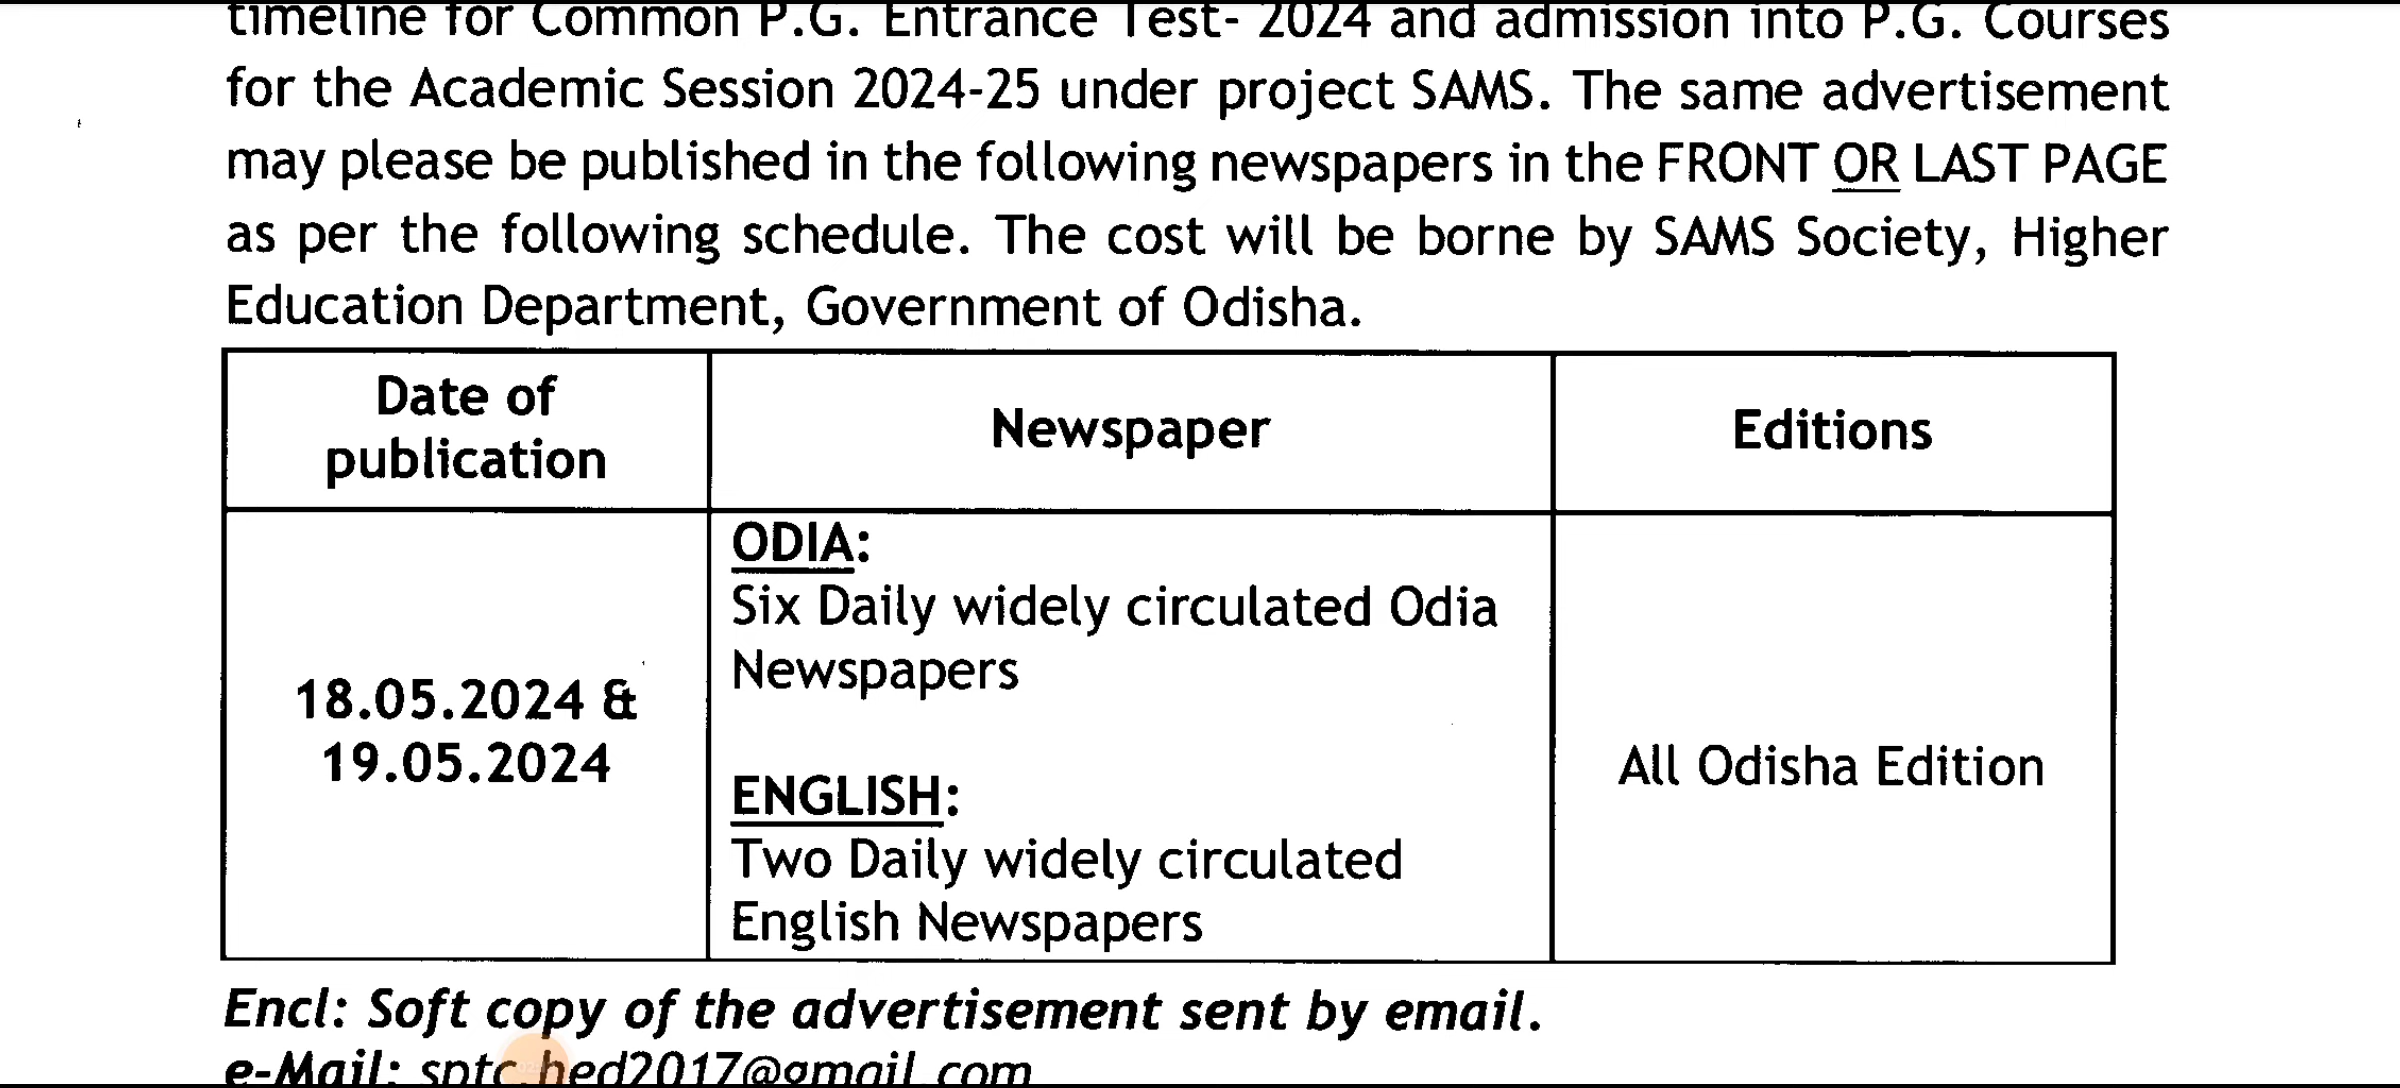 timeline for Common P.G. Entrance Test- 2024 and admission into P.G. Courses
for the Academic Session 2024-25 under project SAMS. The same advertisement
may please be published in the following newspapers in the FRONT OR LAST PAGE
as per the following schedule. The cost will be borne by SAMS Society, Higher
Education Department, Government of Odisha.
Date of
publication
Newspaper
Editions
18.05.2024 &
19.05.2024
ODIA:
Six Daily widely circulated Odia
Newspapers
ENGLISH:
Two Daily widely circulated
English Newspapers
All Odisha Edition
Encl: Soft copy of the advertisement sent by email.
e-Mail: sptc.hed2017@gmail.com